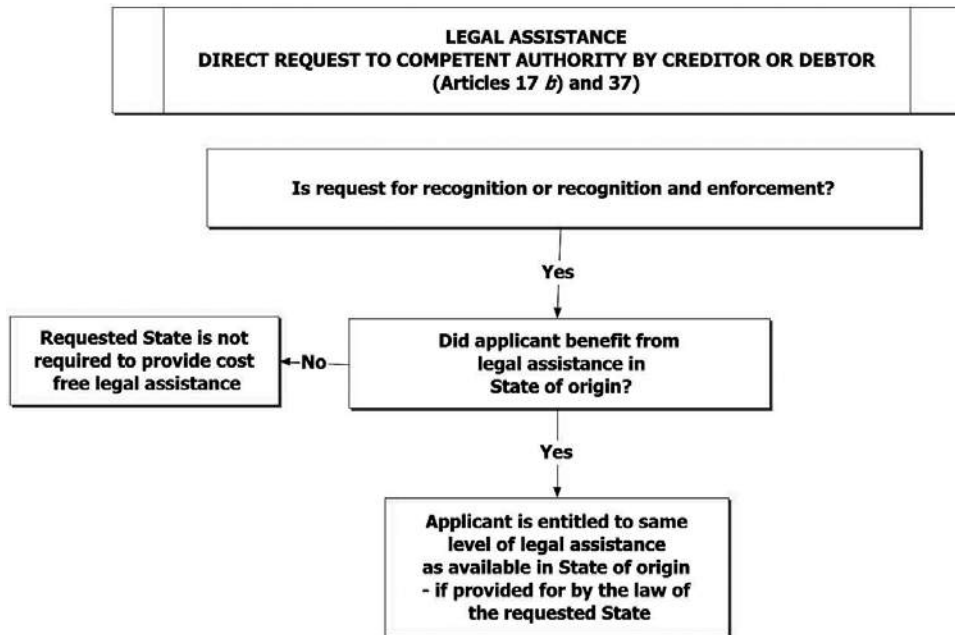 LEGAL ASSISTANCE
DIRECT REQUEST TO COMPETENT AUTHORITY BY CREDITOR OR DEBTOR
(Articles 17 b) and 37)
Is request for recognition or recognition and enforcement?
Yes
Requested State is not
required to provide cost
free legal assistance
No
Did applicant benefit from
legal assistance in
State of origin?
Yes
Applicant is entitled to same
level of legal assistance
as available in State of origin
- if provided for by the law of
the requested State